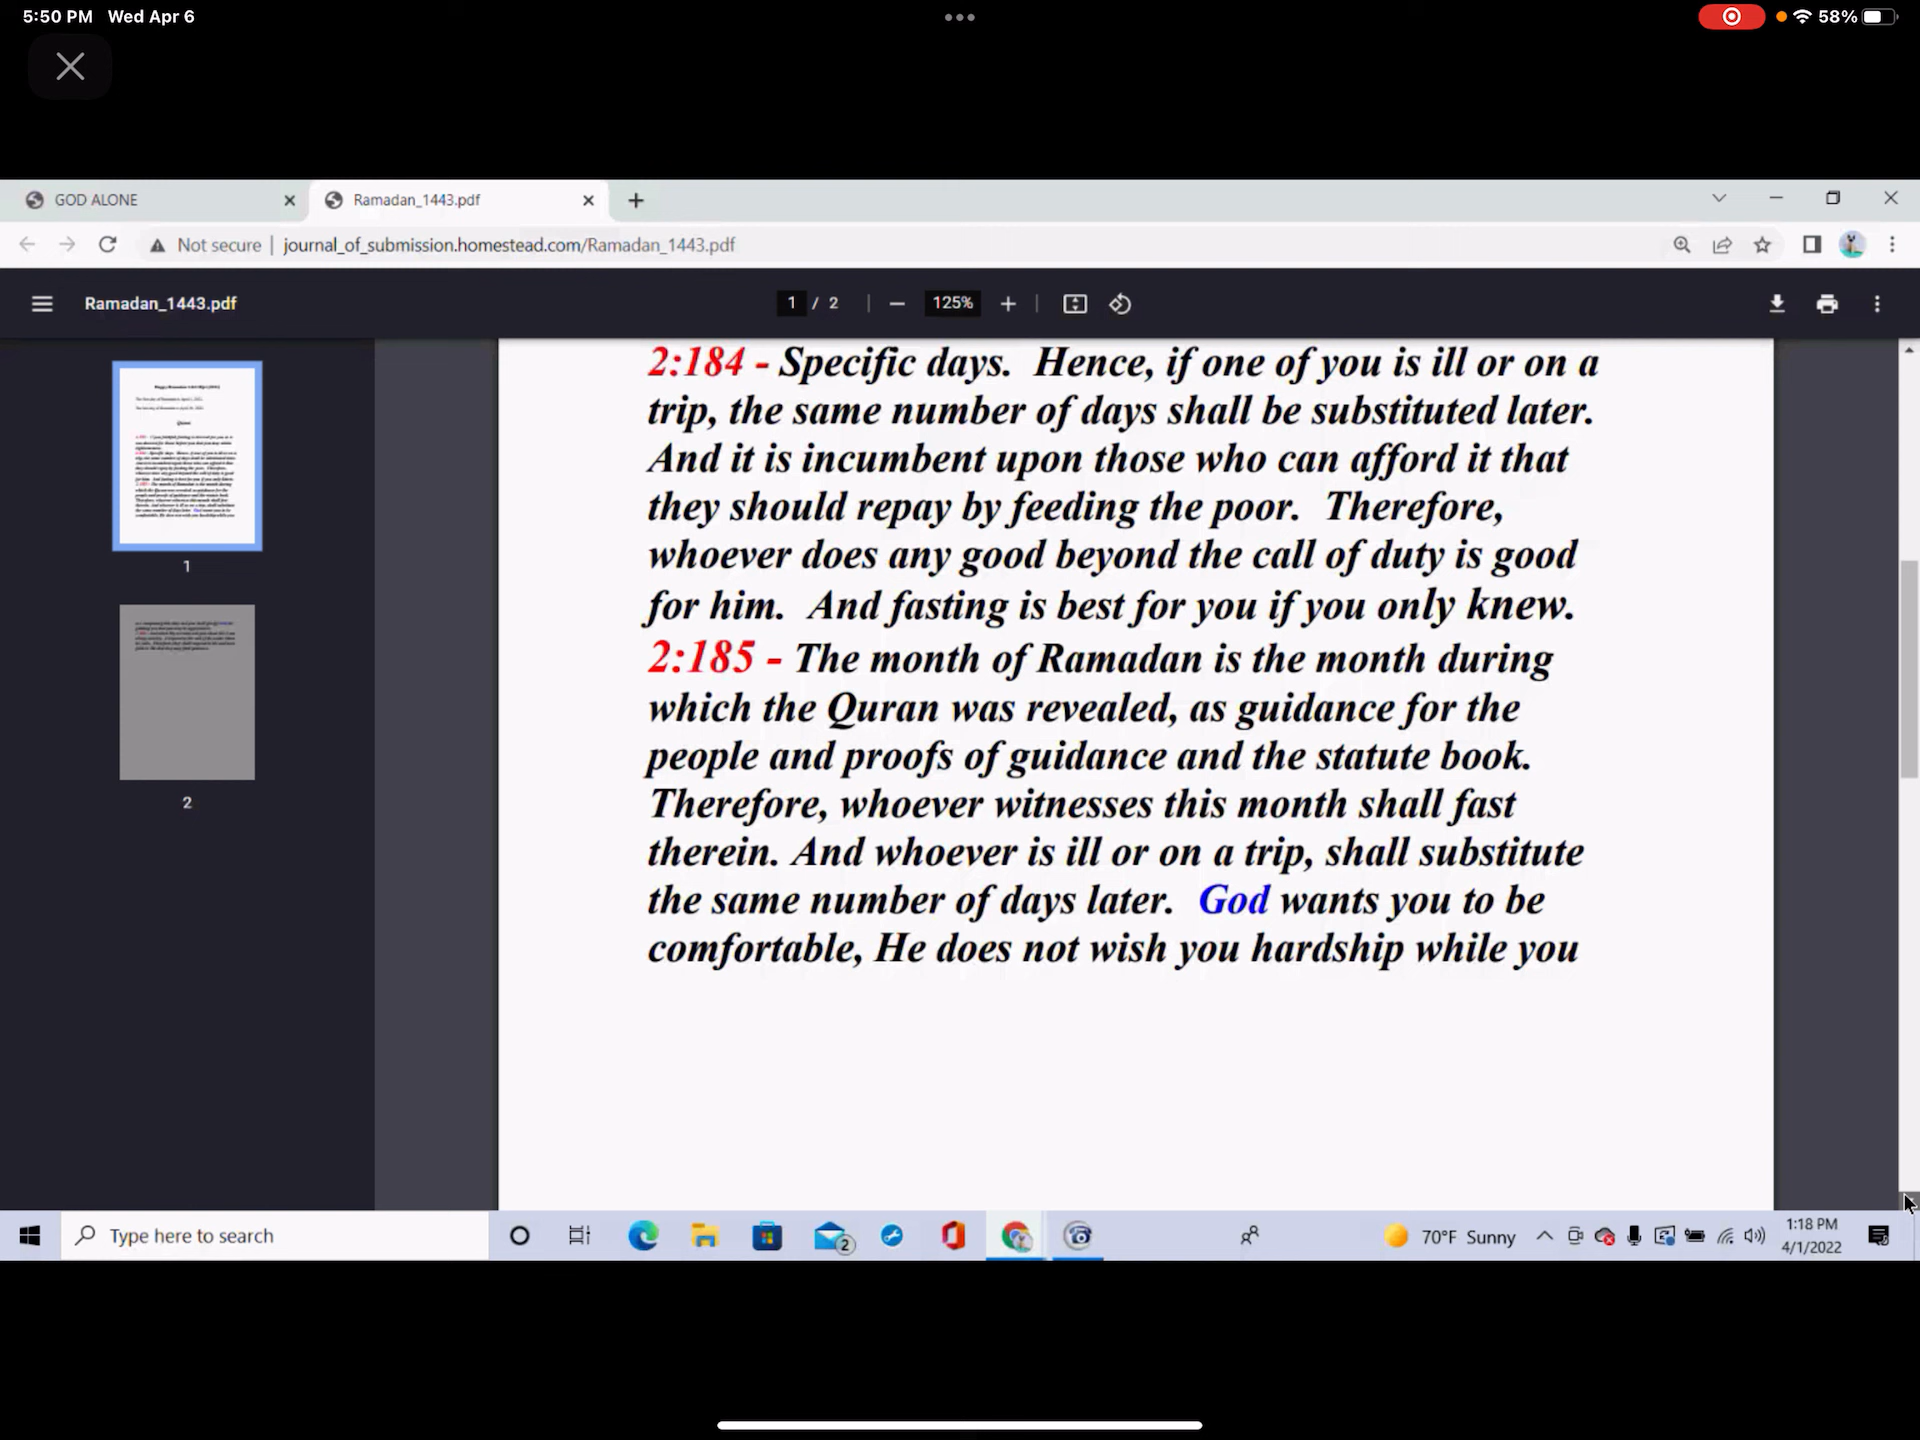 5:50 PM Wed Apr 6
58%
GOD ALONE
Ramadan_1443.pdf
Not secure | journal_of_submission.homestead.com/Ramadan_1443.pdf
Ramadan_1443.pdf
1 / 2
125%
2:184 - Specific days. Hence, if one of you is ill or on a
trip, the same number of days shall be substituted later.
And it is incumbent upon those who can afford it that
they should repay by feeding the poor. Therefore,
whoever does any good beyond the call of duty is good
for him. And fasting is best for you if you only knew.
2:185 - The month of Ramadan is the month during
which the Quran was revealed, as guidance for the
people and proofs of guidance and the statute book.
Therefore, whoever witnesses this month shall fast
therein. And whoever is ill or on a trip, shall substitute
the same number of days later. God wants you to be
comfortable, He does not wish you hardship while you
1
2
Type here to search
2
70°F Sunny
1:18 PM
4/1/2022